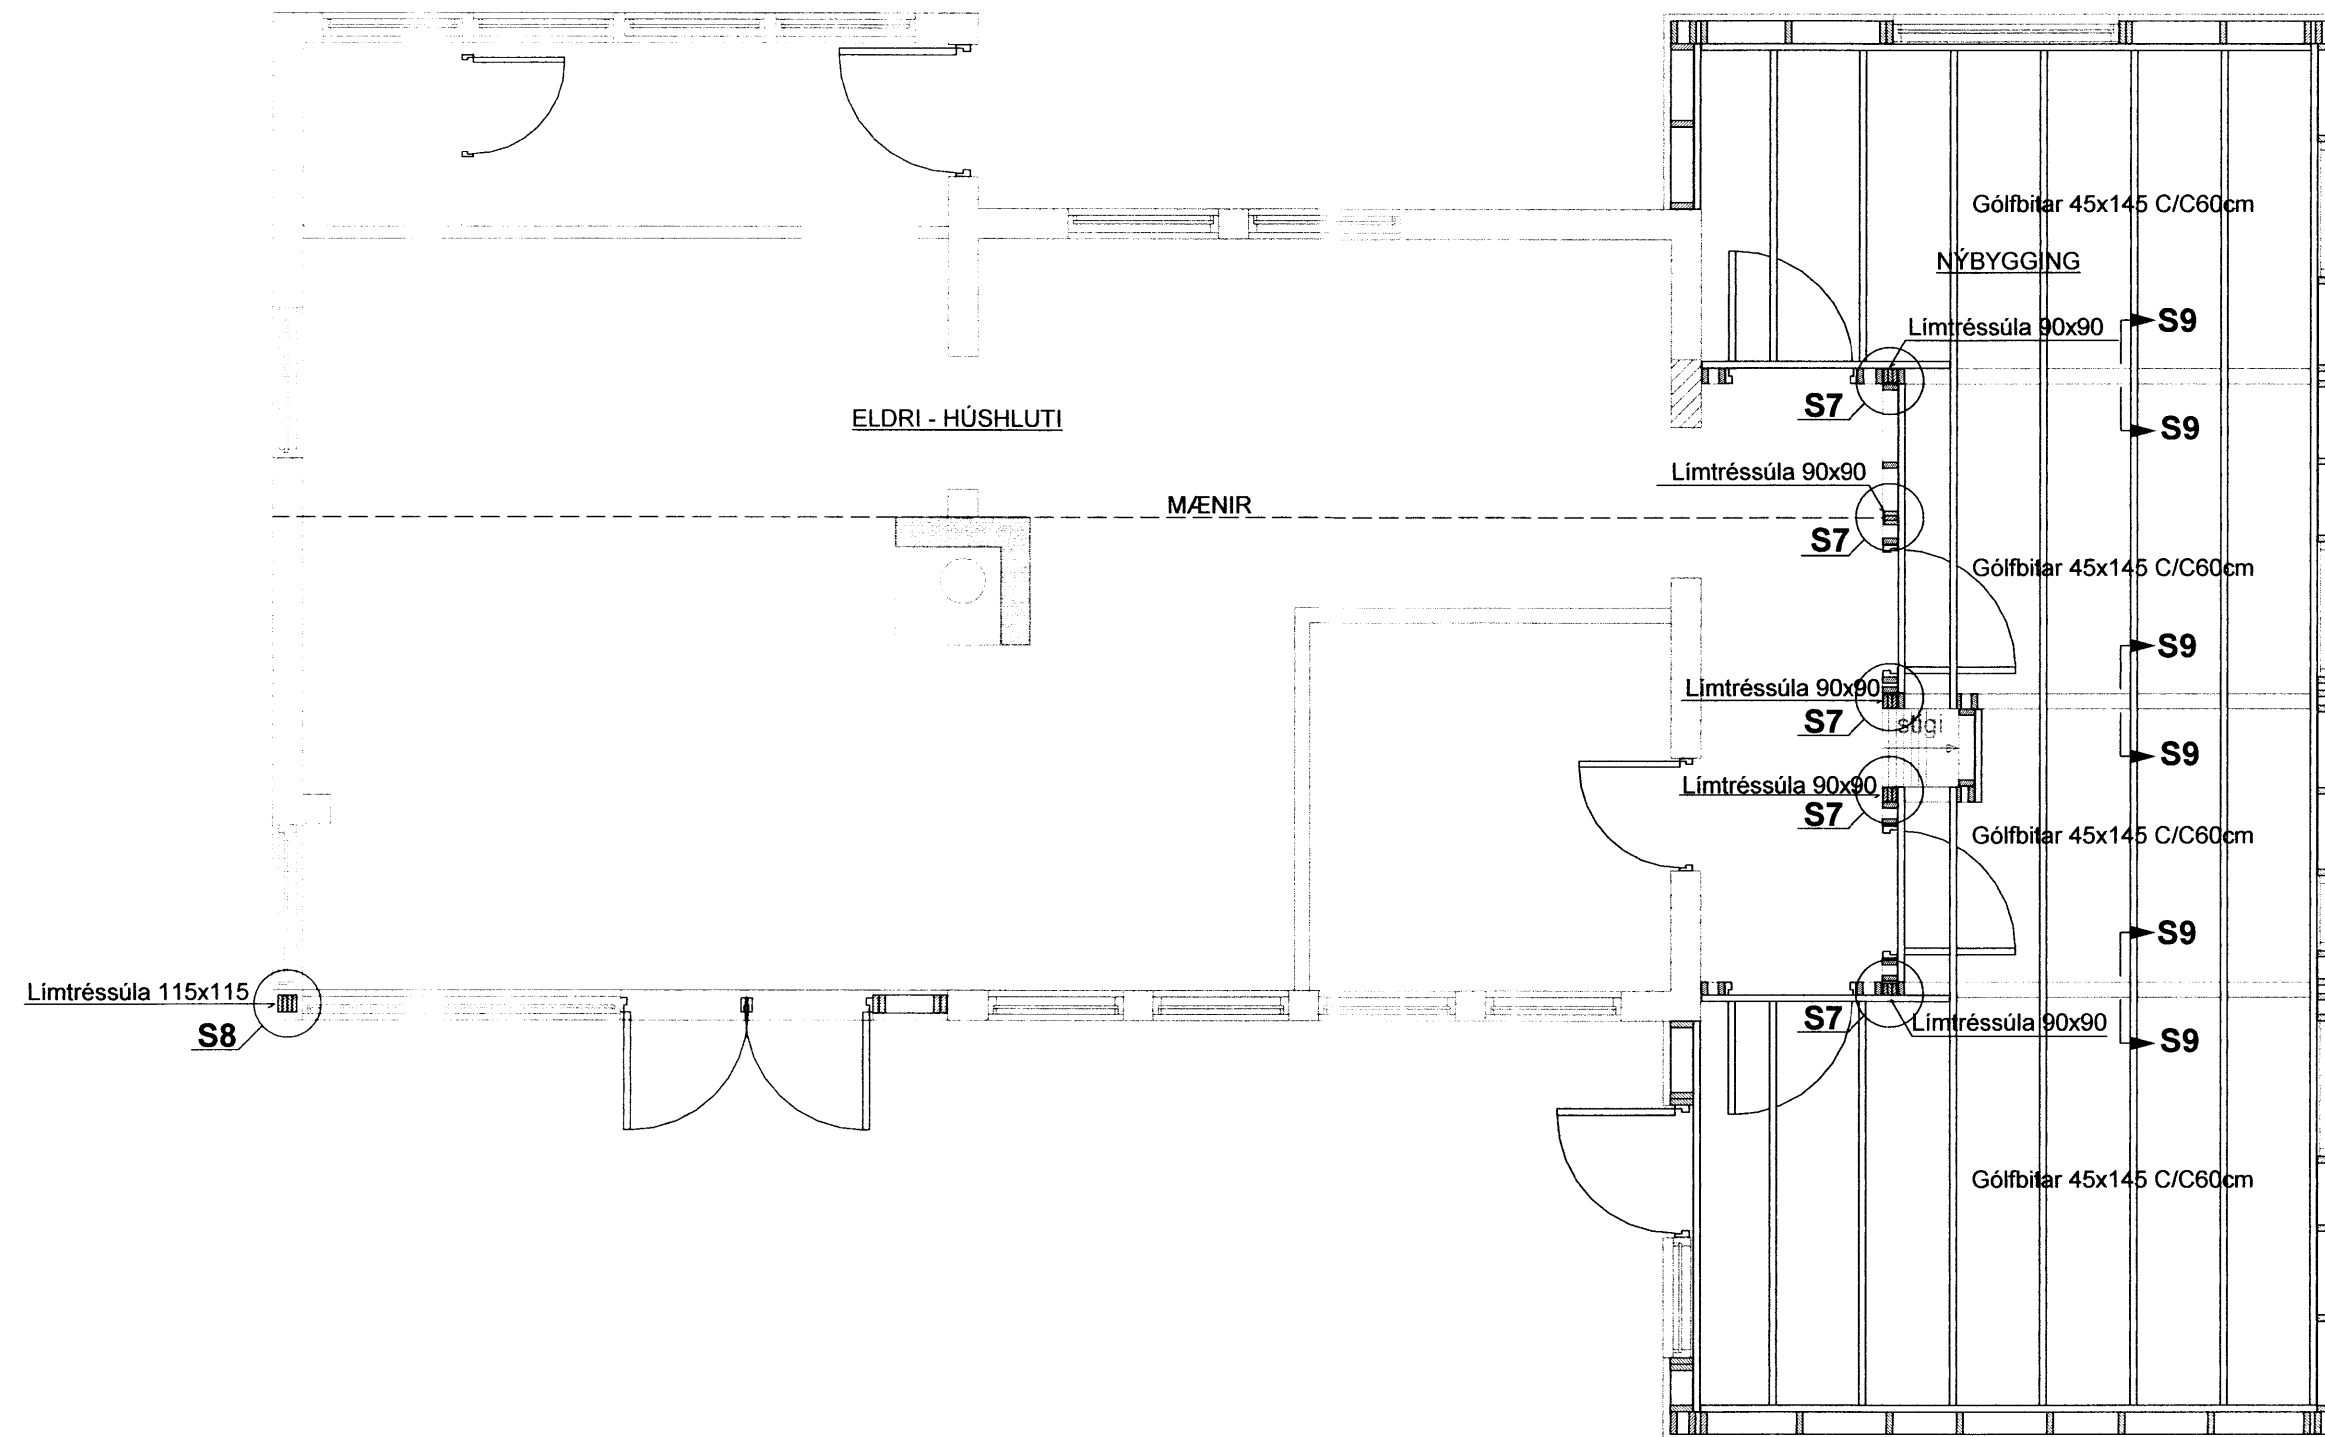 Gólfbitar 45x145 C/C60cm
NÝBYGGING
S9
Límtréssúla 90x90
S7
ELDRI - HÚSHLUTI
S9
Límtréssúla 90x90
MÆNIR
S7
Gólfbitar 45x145 C/C60cm
S9
Límtréssúla 90x90
S7
stigi
S9
Límtréssúla 90x90
S7
Gólfbitar 45x145 C/C60cm
S9
Límtréssúla 115x115
S8
S7
Límtréssúla 90x90
S9
Gólfbitar 45x145 C/C60cm